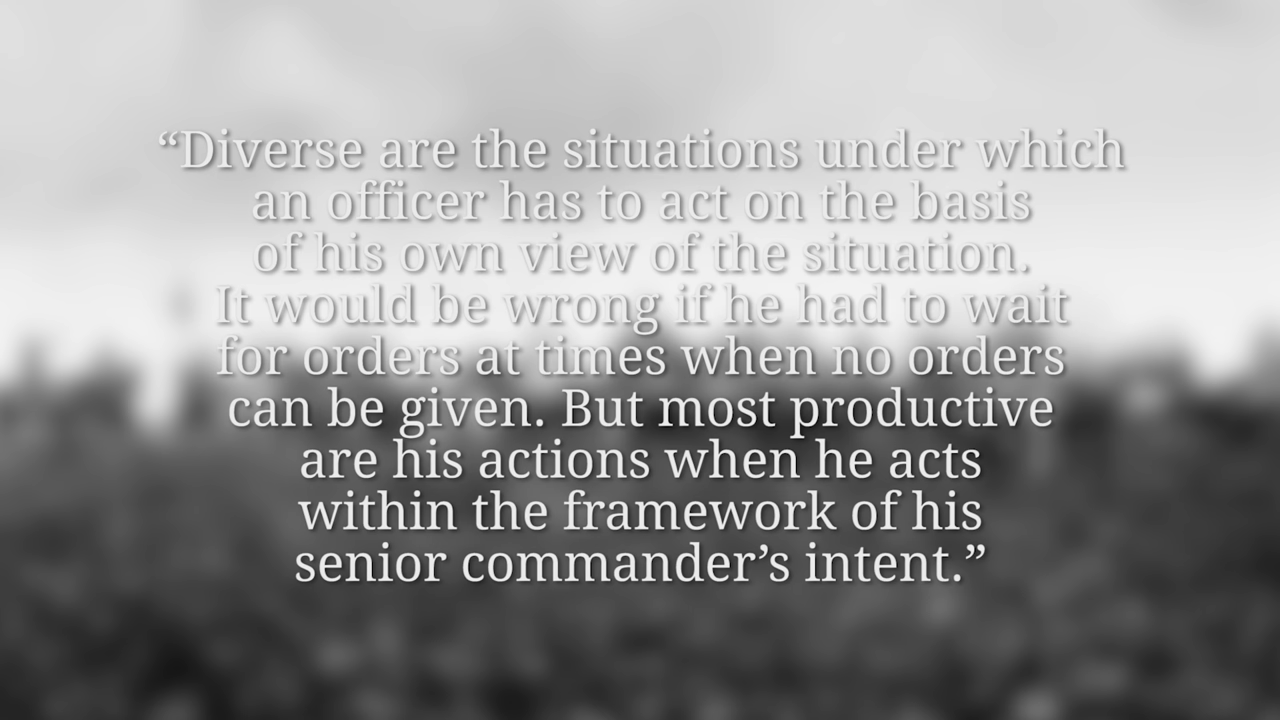 “Diverse are the situations under which
an officer has to act on the basis
of his own view of the situation.
It would be wrong if he had to wait
for orders at times when no orders
can be given. But most productive
are his actions when he acts
within the framework of his
senior commander’s intent.”